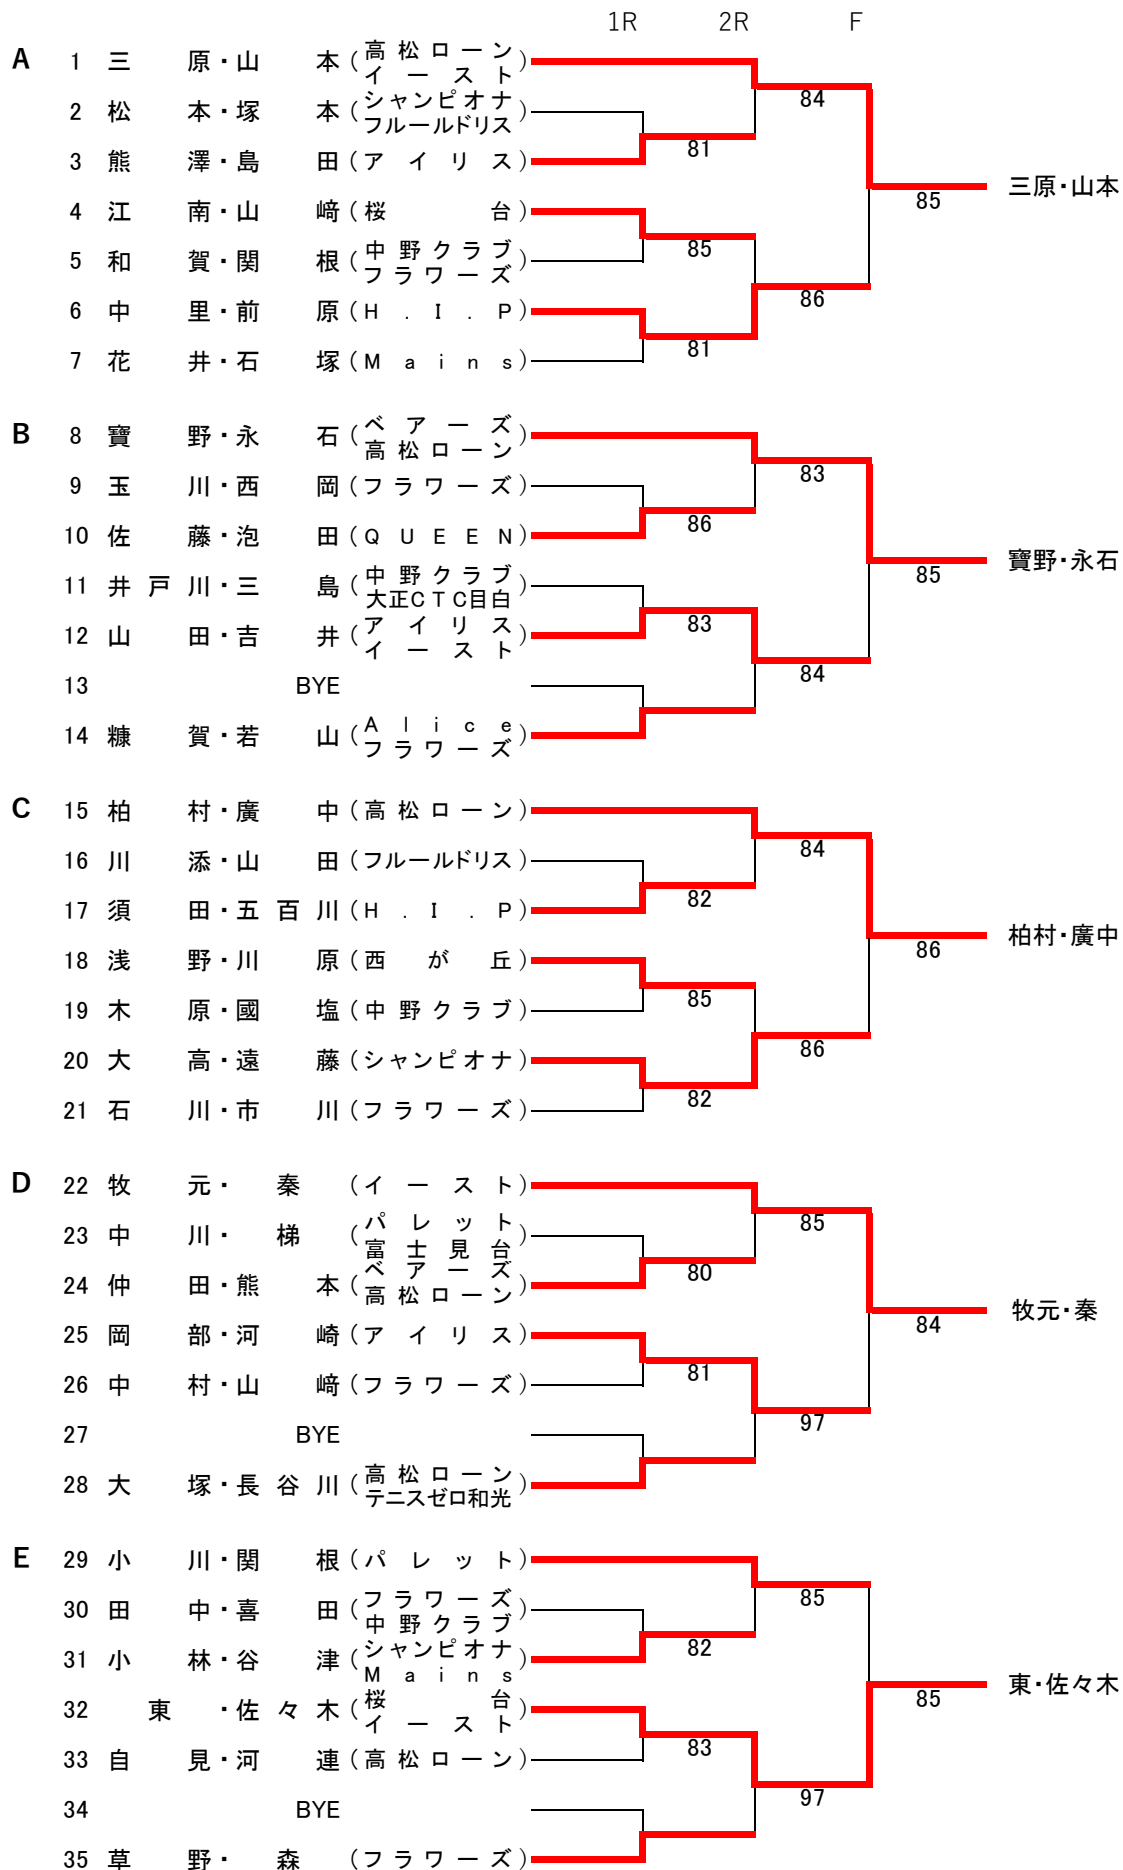 1R 2R F
A 1 三原・山本 (高松ローン イースト)
84
2 松本・塚本 (シャンピオナ フルールドリス)
81
3 熊澤・島田 (アイリス)
三原・山本
85
4 江南・山﨑 (桜台)
85
5 和賀・関根 (中野クラブ フラワーズ)
86
6 中里・前原 (H.I.P)
81
7 花井・石塚 (Mains)
B 8 寶野・永石 (ベアーズ 高松ローン)
83
9 玉川・西岡 (フラワーズ)
86
10 佐藤・泡田 (QUEEN)
寶野・永石
85
11 井戸川・三島 (中野クラブ 大正CTC目白)
83
12 山田・吉井 (アイリス イースト)
84
13 BYE
14 糠賀・若山 (Alice フラワーズ)
C 15 柏村・廣中 (高松ローン)
84
16 川添・山田 (フルールドリス)
82
17 須田・五百川 (H.I.P)
柏村・廣中
86
18 浅野・川原 (西が丘)
85
19 木原・國塩 (中野クラブ)
86
20 大高・遠藤 (シャンピオナ)
82
21 石川・市川 (フラワーズ)
D 22 牧元・秦 (イースト)
85
23 中川・梯 (パレット 富士見台)
80
24 仲田・熊本 (ベアーズ 高松ローン)
牧元・秦
84
25 岡部・河崎 (アイリス)
81
26 中村・山﨑 (フラワーズ)
97
27 BYE
28 大塚・長谷川 (高松ローン テニスゼロ和光)
E 29 小川・関根 (パレット)
85
30 田中・喜田 (フラワーズ 中野クラブ)
82
31 小林・谷津 (シャンピオナ Mains)
東・佐々木
85
32 東・佐々木 (桜台 イースト)
83
33 自見・河連 (高松ローン)
97
34 BYE
35 草野・森 (フラワーズ)